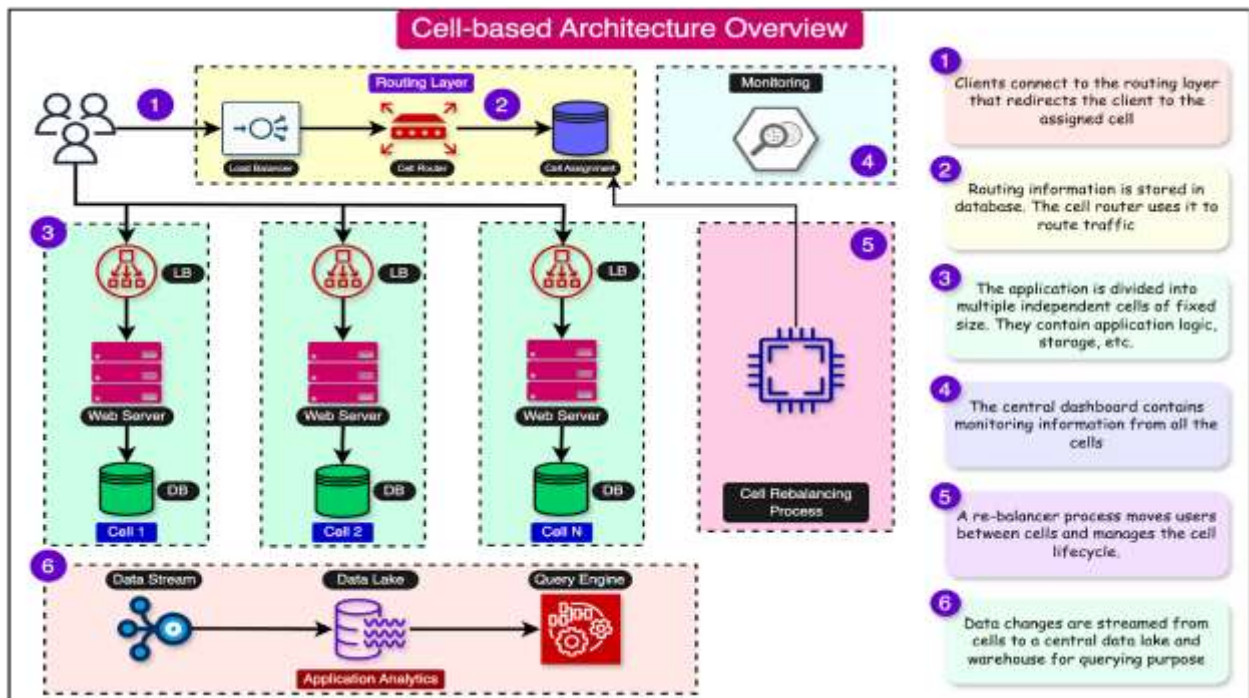 Cell-based Architecture Overview
Routing Layer
1
2
Load Balancer
Cell Router
Cell Assignment
Monitoring
4
3
LB
Web Server
DB
Cell 1
LB
Web Server
DB
Cell 2
LB
Web Server
DB
Cell N
5
Cell Rebalancing
Process
6
Data Stream
Data Lake
Query Engine
Application Analytics
1
Clients connect to the routing layer
that redirects the client to the
assigned cell
2
Routing information is stored in
database. The cell router uses it to
route traffic
3
The application is divided into
multiple independent cells of fixed
size. They contain application logic,
storage, etc.
4
The central dashboard contains
monitoring information from all the
cells
5
A re-balancer process moves users
between cells and manages the cell
lifecycle.
6
Data changes are streamed from
cells to a central data lake and
warehouse for querying purpose